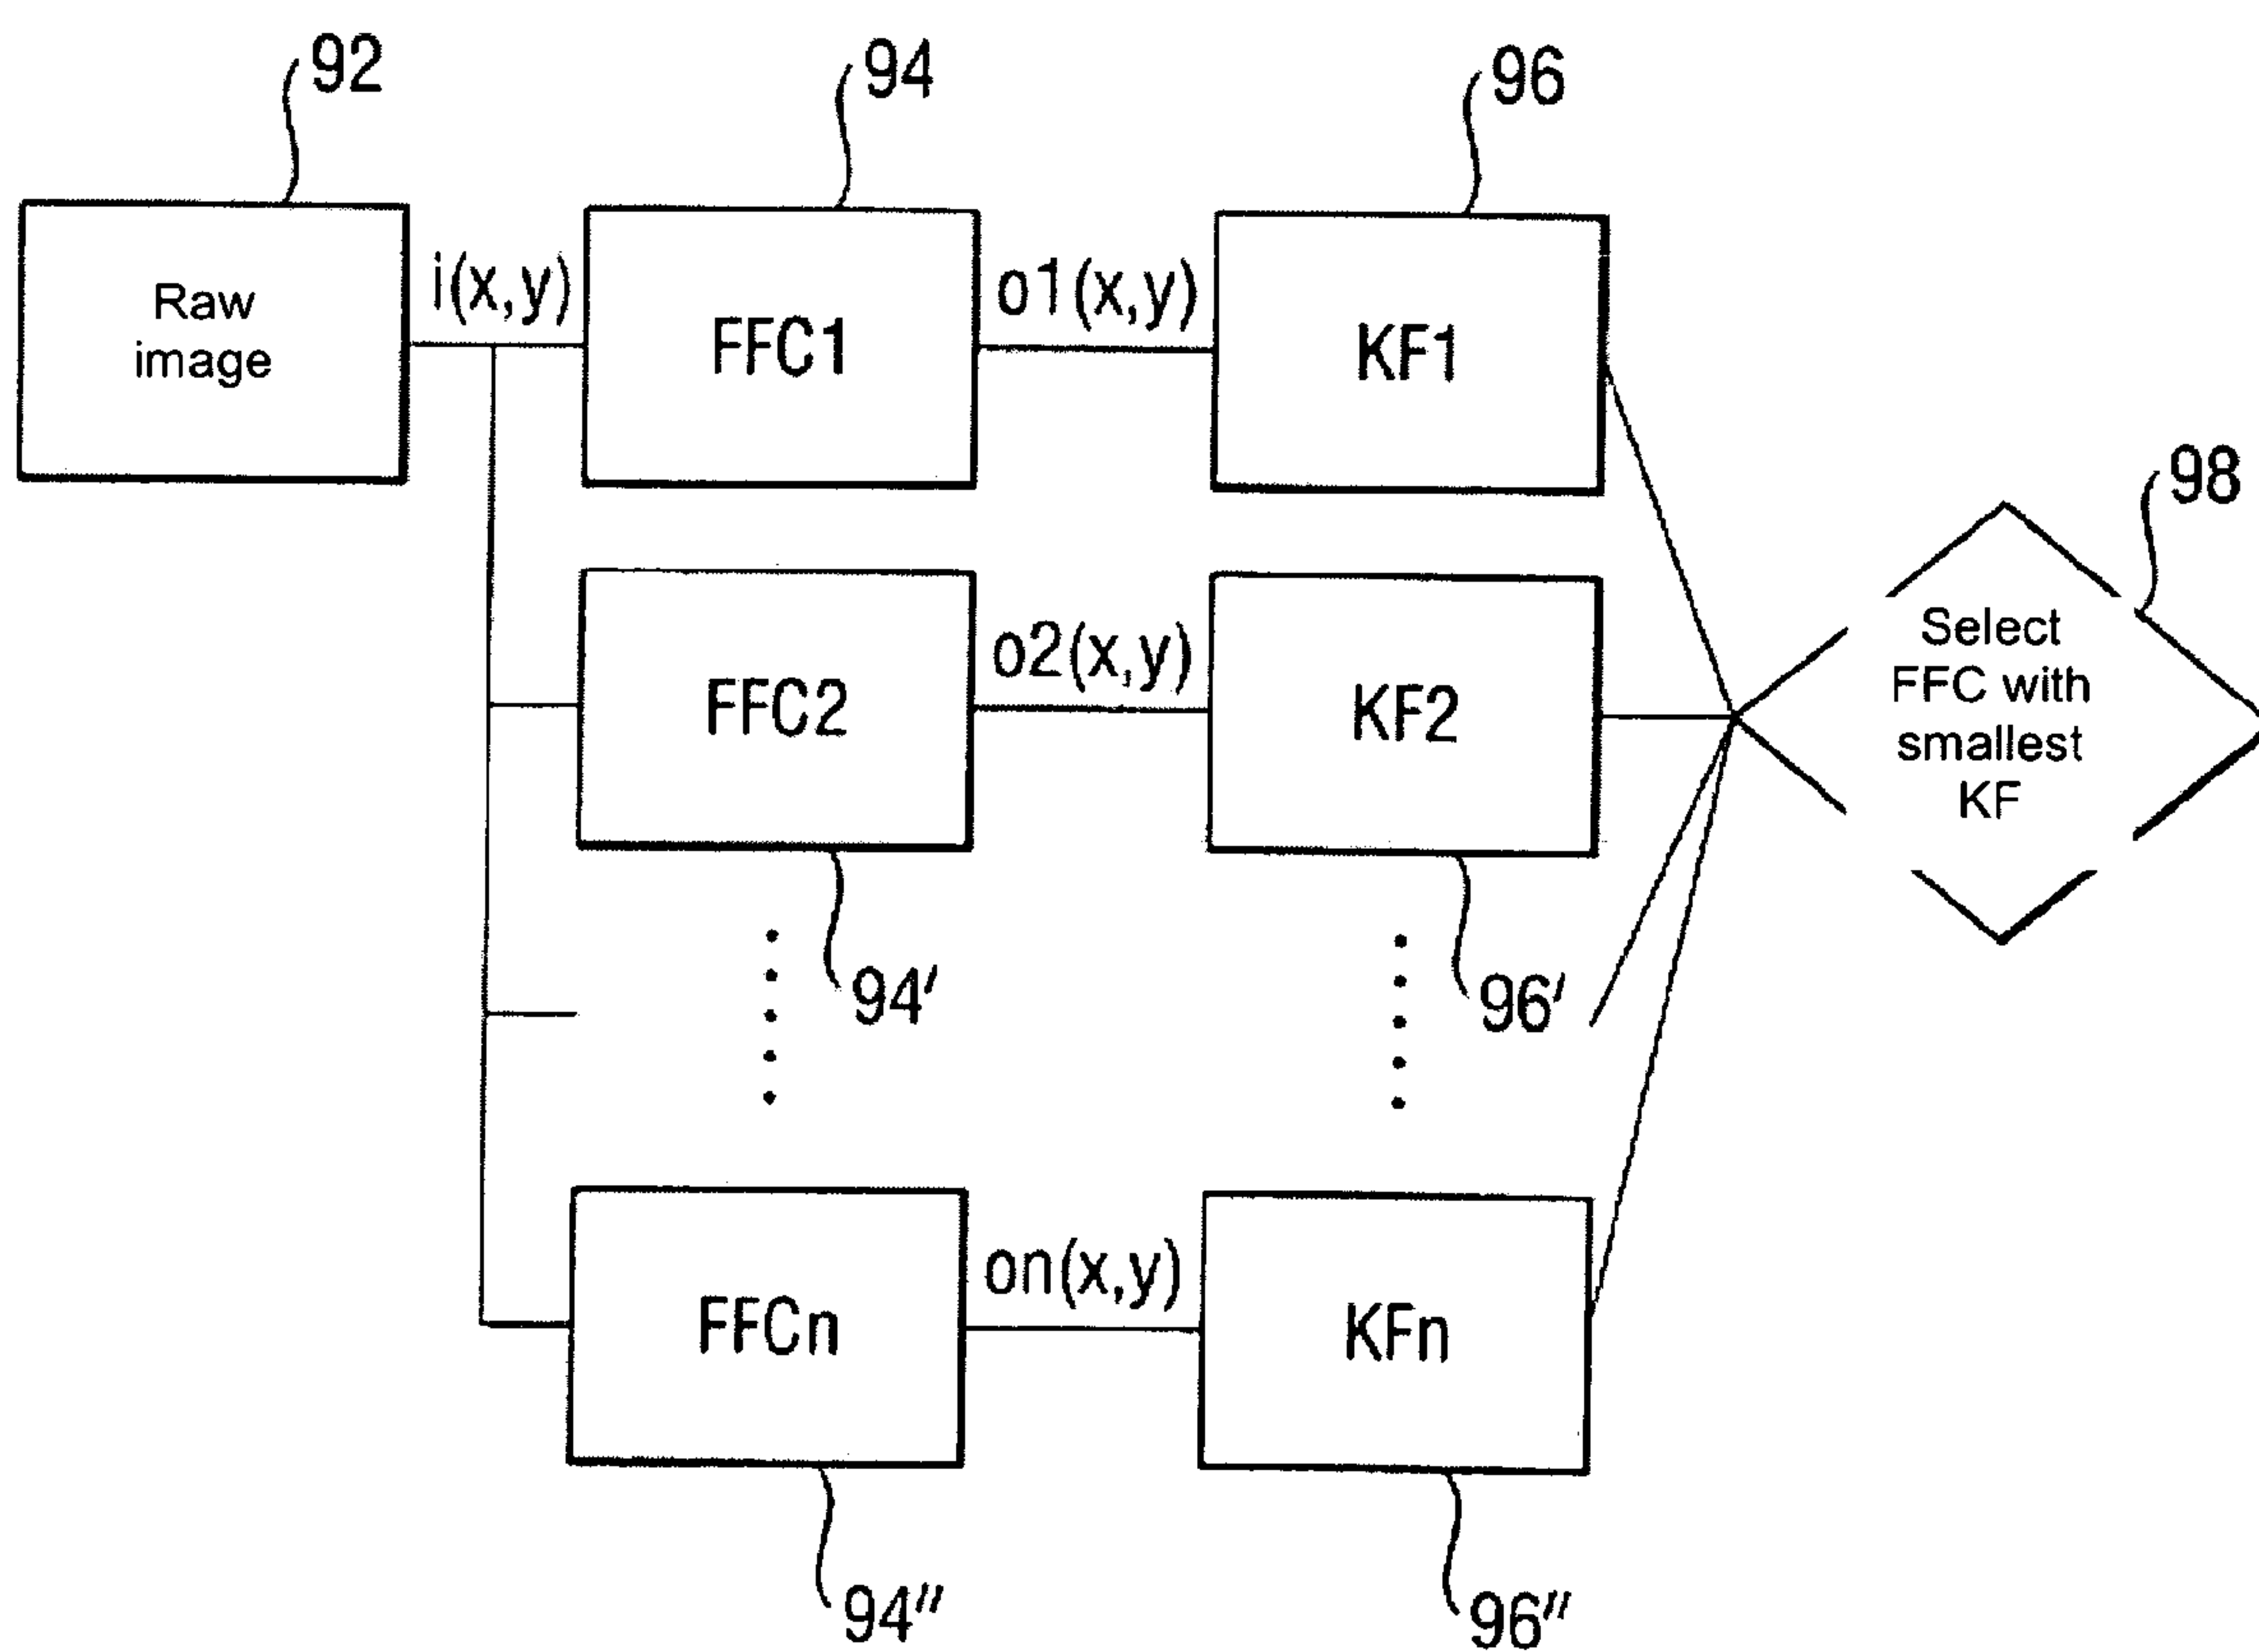 92
94
96
Raw
image
i(x,y)
FFC1
o1(x,y)
KF1
98
FFC2
o2(x,y)
KF2
Select
FFC with
smallest
KF
94'
96'
FFCn
on(x,y)
KFn
94"
96"